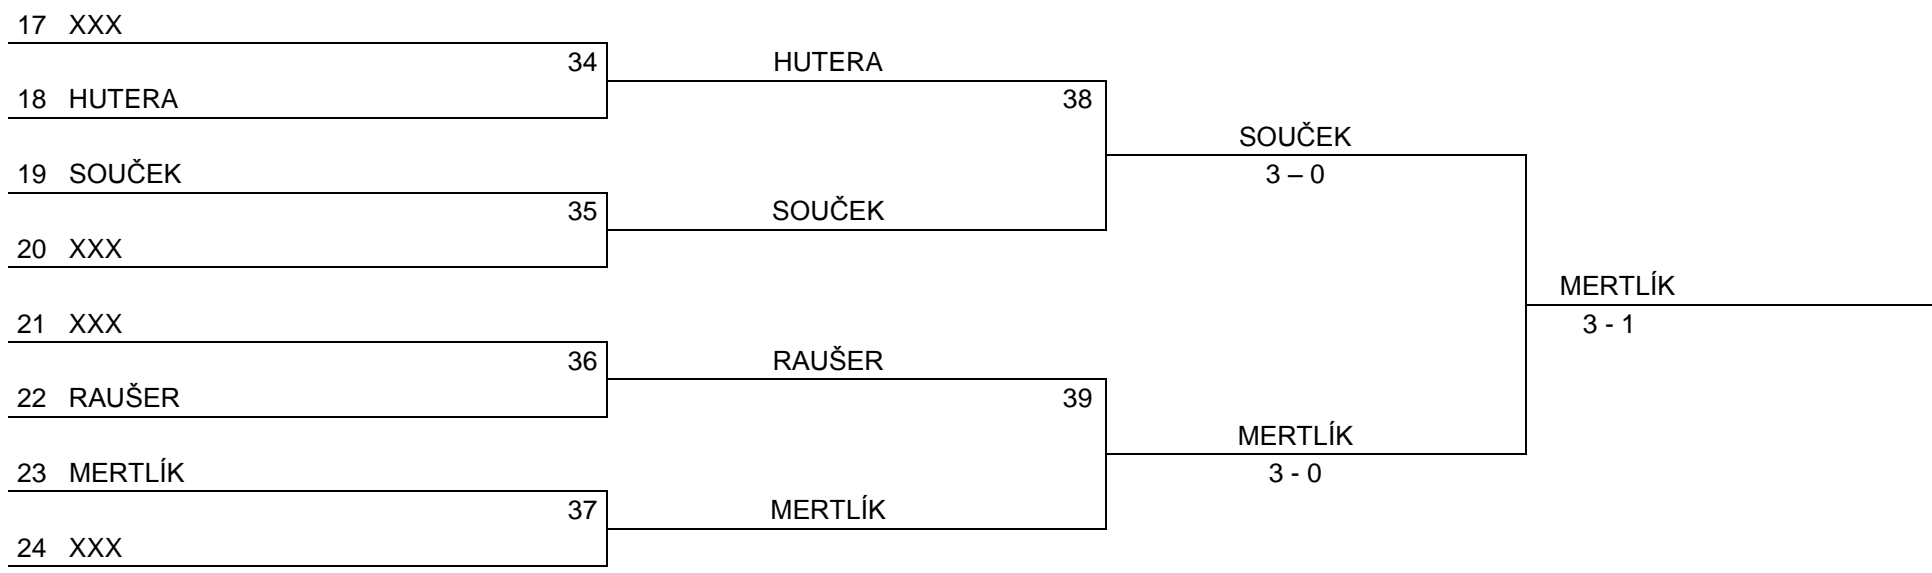 17 XXX
34 HUTERA
18 HUTERA 38
SOUČEK
19 SOUČEK 3 – 0
35 SOUČEK
20 XXX
MERTLÍK
21 XXX 3 - 1
36 RAUŠER
22 RAUŠER 39
MERTLÍK
23 MERTLÍK 3 - 0
37 MERTLÍK
24 XXX